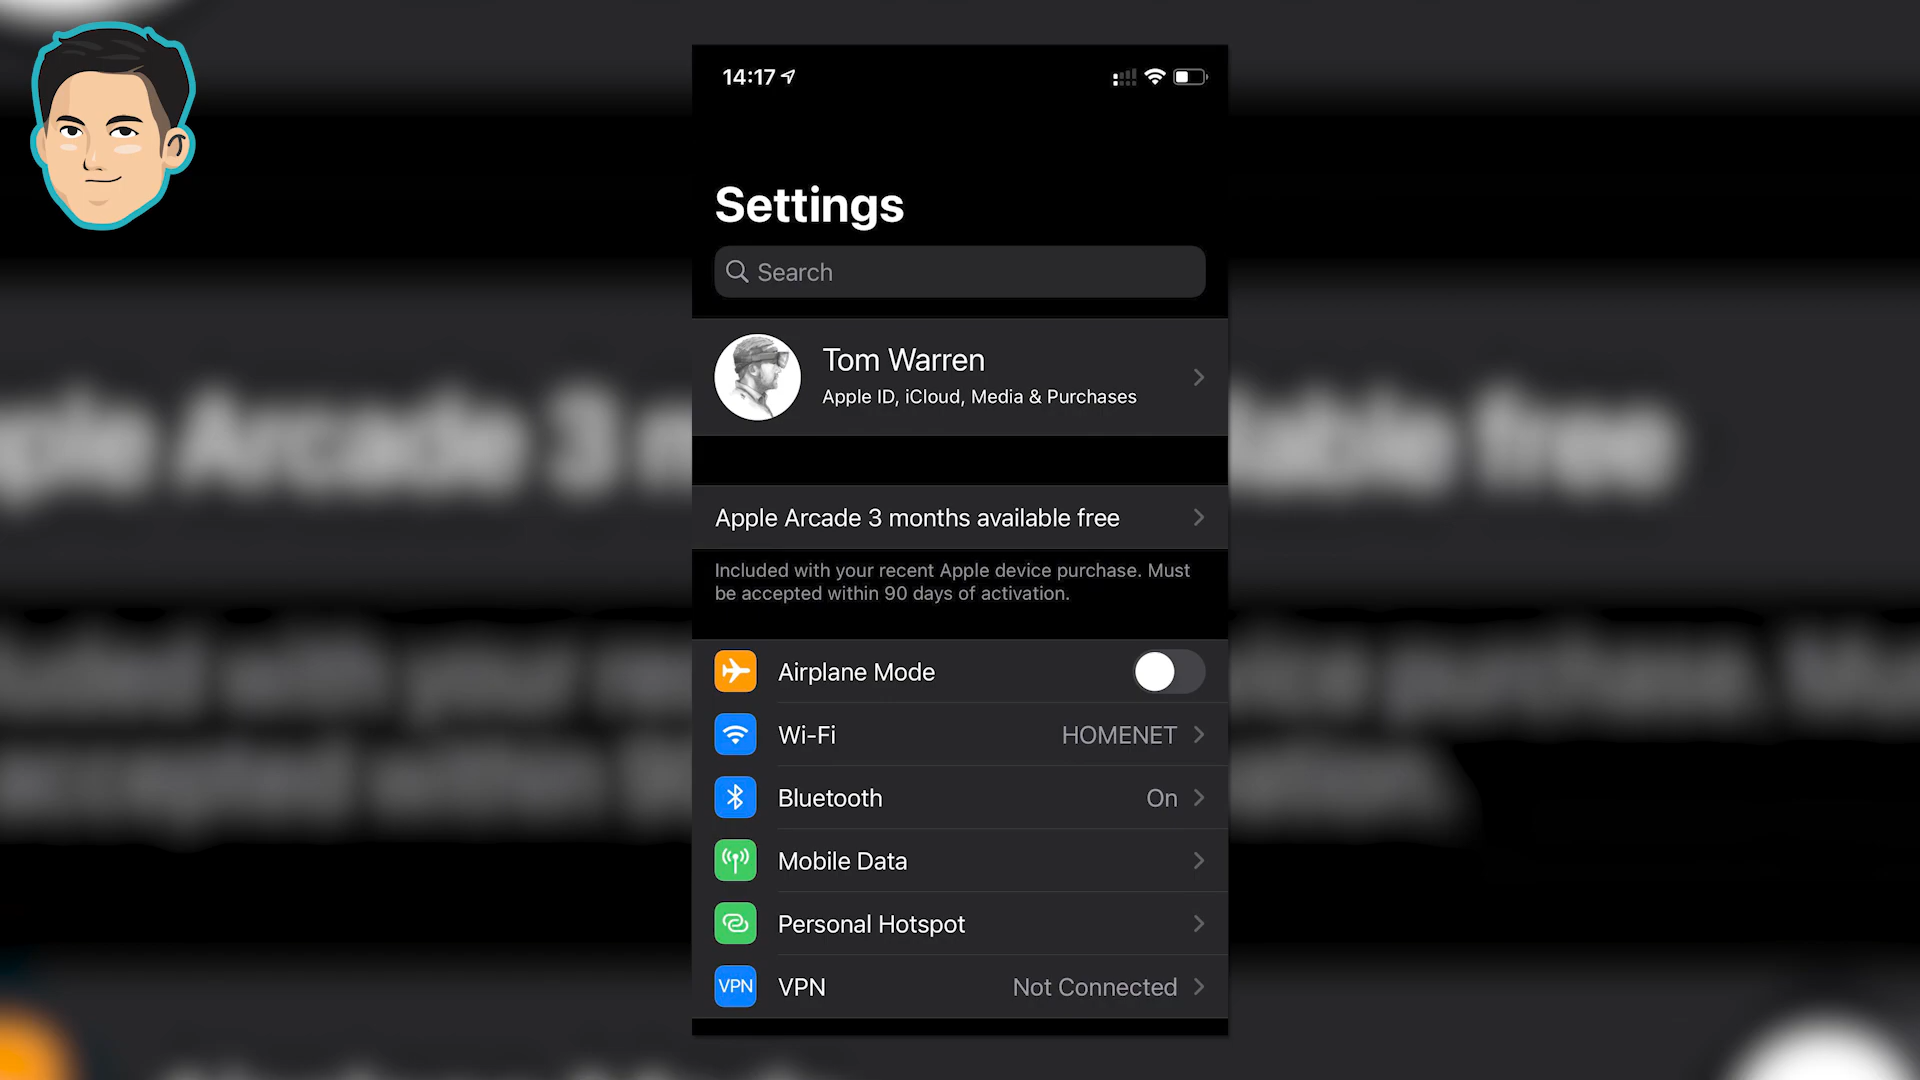 14:17
Settings
Search
Tom Warren
Apple ID, iCloud, Media & Purchases
Apple Arcade 3 months available free
Included with your recent Apple device purchase. Must
be accepted within 90 days of activation.
Airplane Mode
Wi-Fi HOMENET
Bluetooth On
Mobile Data
Personal Hotspot
VPN VPN Not Connected